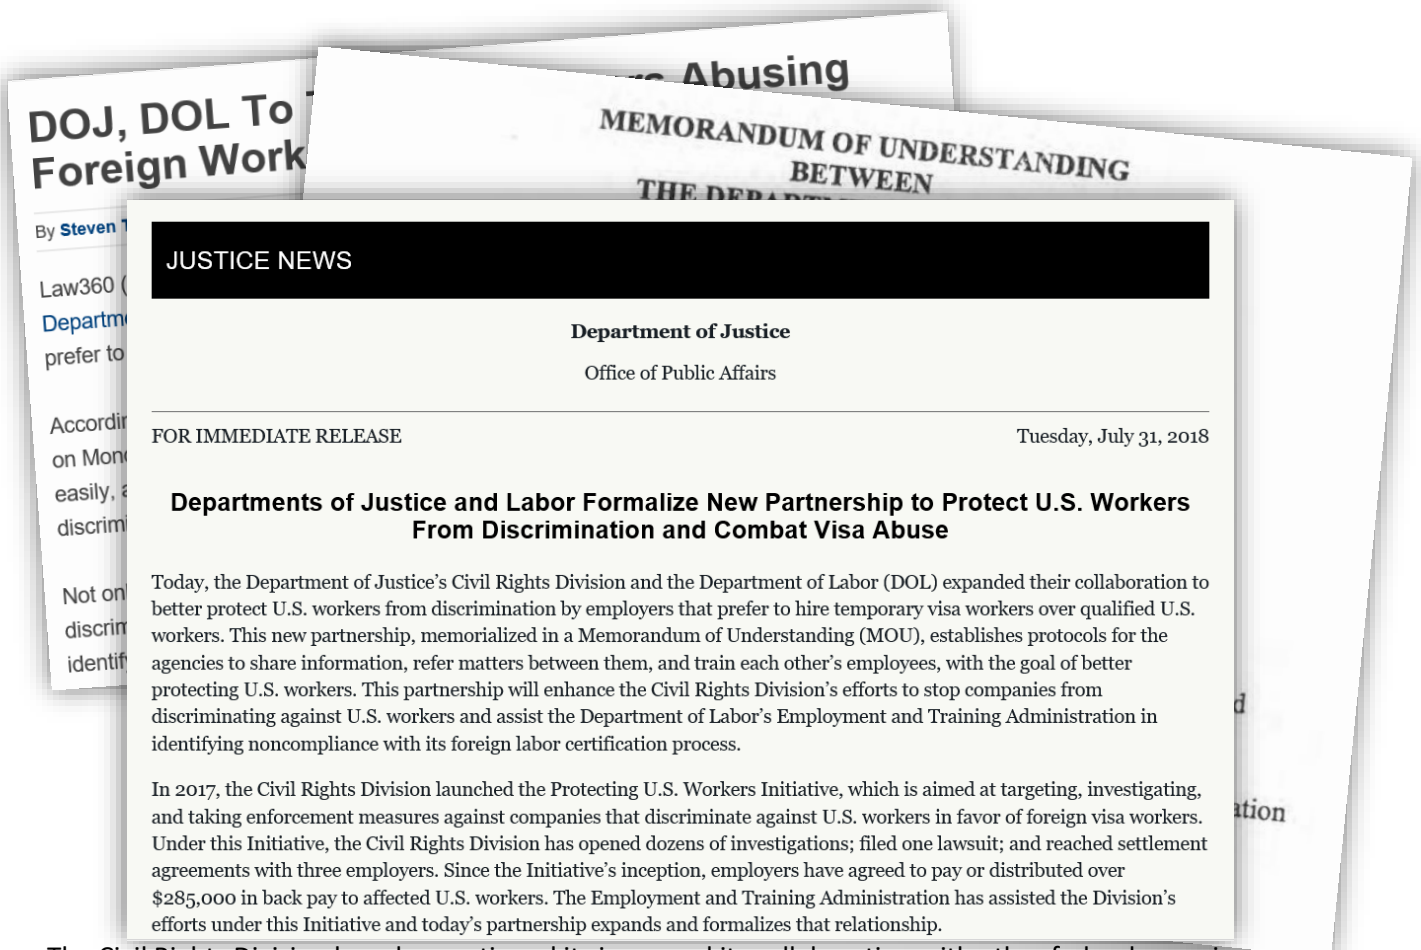 DOJ, DOL To
rs Abusing
Foreign Work
By Steven T
Law360 (
Departme
prefer to
Accordin
on Mon
easily, a
discrimi
Not onl
discrim
identify
MEMORANDUM OF UNDERSTANDING
BETWEEN
THE
d
ation
JUSTICE NEWS
Department of Justice
Office of Public Affairs
FOR IMMEDIATE RELEASE
Tuesday, July 31, 2018
Departments of Justice and Labor Formalize New Partnership to Protect U.S. Workers
From Discrimination and Combat Visa Abuse
Today, the Department of Justice’s Civil Rights Division and the Department of Labor (DOL) expanded their collaboration to
better protect U.S. workers from discrimination by employers that prefer to hire temporary visa workers over qualified U.S.
workers. This new partnership, memorialized in a Memorandum of Understanding (MOU), establishes protocols for the
agencies to share information, refer matters between them, and train each other’s employees, with the goal of better
protecting U.S. workers. This partnership will enhance the Civil Rights Division’s efforts to stop companies from
discriminating against U.S. workers and assist the Department of Labor’s Employment and Training Administration in
identifying noncompliance with its foreign labor certification process.
In 2017, the Civil Rights Division launched the Protecting U.S. Workers Initiative, which is aimed at targeting, investigating,
and taking enforcement measures against companies that discriminate against U.S. workers in favor of foreign visa workers.
Under this Initiative, the Civil Rights Division has opened dozens of investigations; filed one lawsuit; and reached settlement
agreements with three employers. Since the Initiative’s inception, employers have agreed to pay or distributed over
$285,000 in back pay to affected U.S. workers. The Employment and Training Administration has assisted the Division’s
efforts under this Initiative and today’s partnership expands and formalizes that relationship.